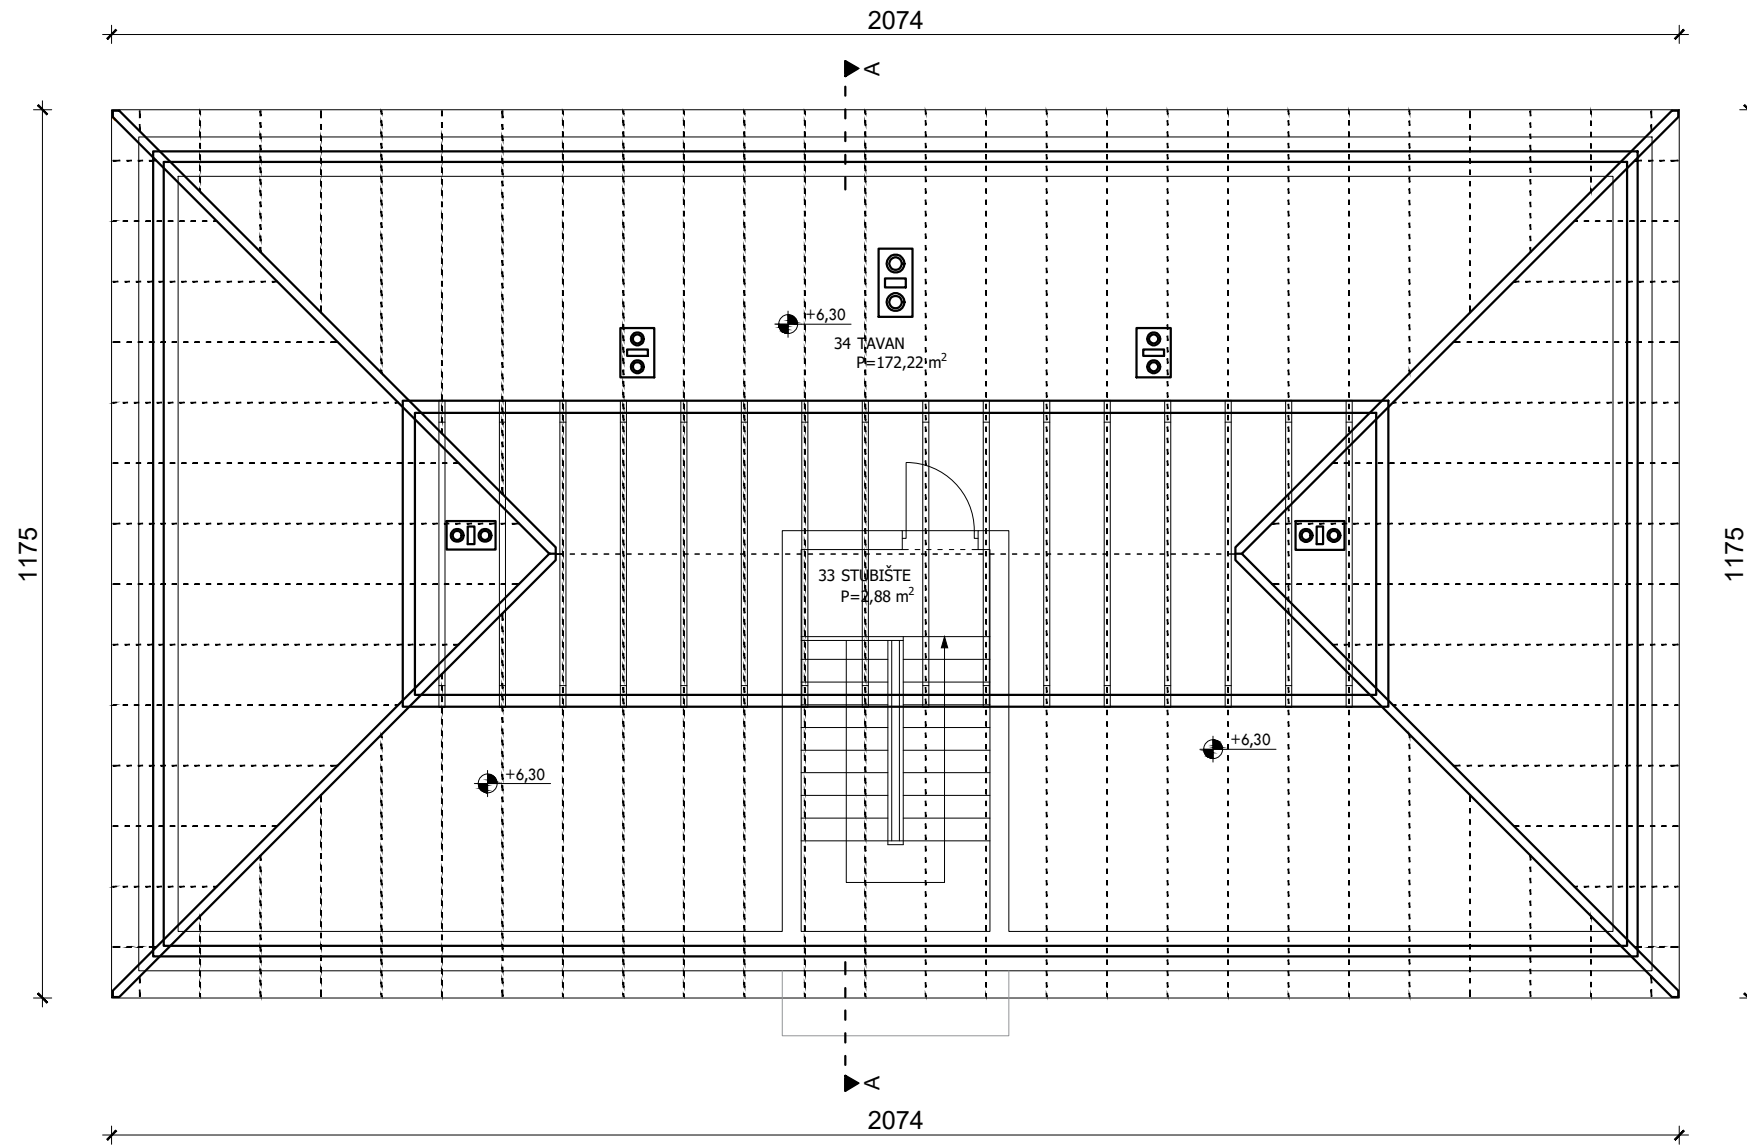 2074
A
1175
1175
+6,30
34 TAVAN
P=172,22 m²
33 STUBIŠTE
P=2,88 m²
+6,30
+6,30
A
2074